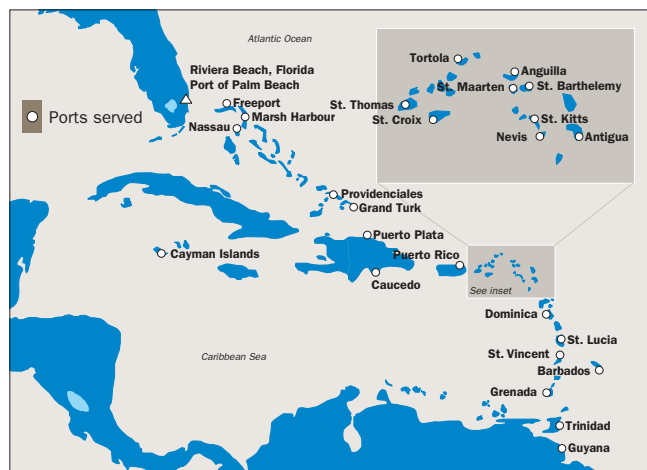 Atlantic Ocean
Riviera Beach, Florida
Port of Palm Beach
Ports served
Freeport
Marsh Harbour
Nassau
Tortola
Anguilla
St. Maarten
St. Barthelemy
St. Thomas
St. Croix
St. Kitts
Nevis
Antigua
Providenciales
Grand Turk
Puerto Plata
Cayman Islands
Puerto Rico
Caucedo
See inset
Dominica
St. Lucia
St. Vincent
Caribbean Sea
Barbados
Grenada
Trinidad
Guyana